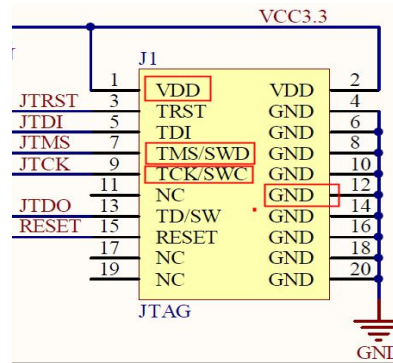 VCC3.3
J1
1 VDD VDD 2
JTRST 3 TRST GND 4
JTDI 5 TDI GND 6
JTMS 7 TMS/SWD GND 8
JTCK 9 TCK/SWC GND 10
11 NC GND 12
JTDO 13 TD/SW GND 14
RESET 15 RESET GND 16
17 NC GND 18
19 NC GND 20
JTAG
GND